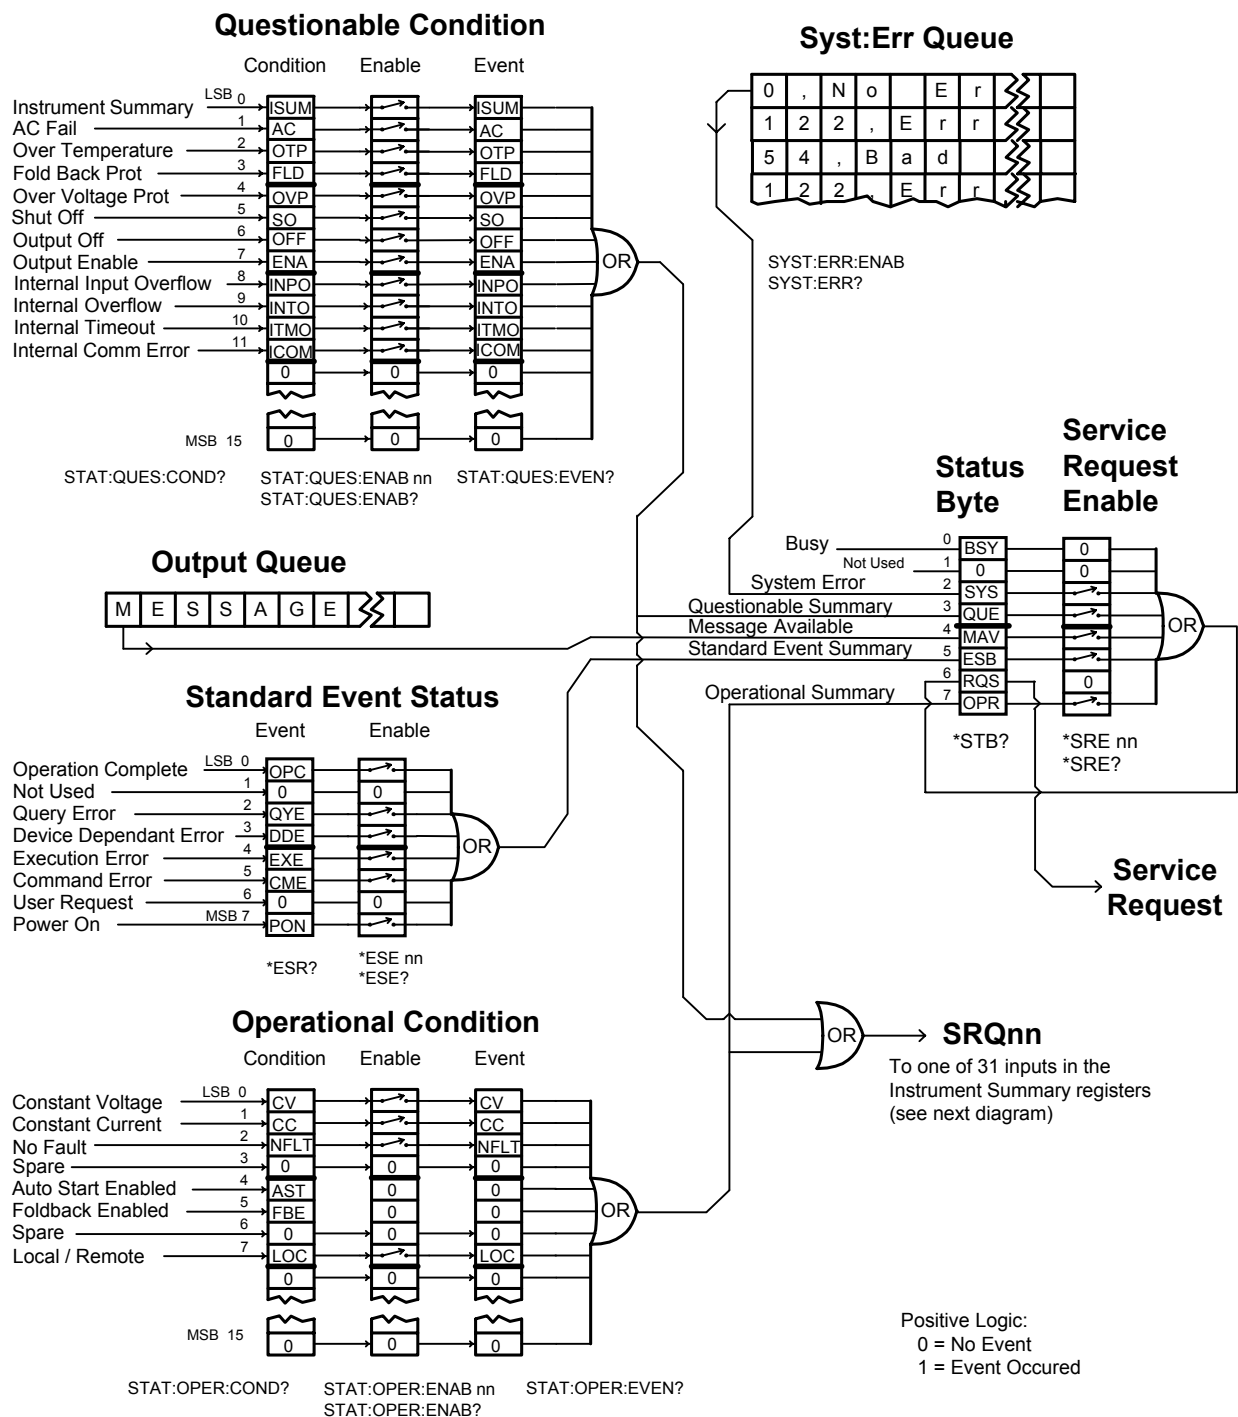 Questionable Condition
Condition Enable Event
Instrument Summary LSB 0 ISUM ISUM
AC Fail 1 AC AC
Over Temperature 2 OTP OTP
Fold Back Prot 3 FLD FLD
Over Voltage Prot 4 OVP OVP
Shut Off 5 SO SO
Output Off 6 OFF OFF
Output Enable 7 ENA ENA
Internal Input Overflow 8 INPO INPO
Internal Overflow 9 INTO INTO
Internal Timeout 10 ITMO ITMO
Internal Comm Error 11 ICOM ICOM
0 0 0
MSB 15 0 0 0
OR
STAT:QUES:COND? STAT:QUES:ENAB nn STAT:QUES:EVEN?
STAT:QUES:ENAB?
Syst:Err Queue
0 , N o E r
1 2 2 , E r r
5 4 , B a d
1 2 2 , E r r
SYST:ERR:ENAB
SYST:ERR?
Output Queue
M E S S A G E
Status
Byte
Service
Request
Enable
Busy 0 BSY 0
Not Used 1 0 0
System Error 2 SYS
Questionable Summary 3 QUE
Message Available 4 MAV
Standard Event Summary 5 ESB
6 RQS 0
Operational Summary 7 OPR
OR
*STB? *SRE nn
*SRE?
Service
Request
Standard Event Status
Event Enable
Operation Complete LSB 0 OPC
Not Used 1 0 0
Query Error 2 QYE
Device Dependant Error 3 DDE
Execution Error 4 EXE
Command Error 5 CME
User Request 6 0 0
Power On MSB 7 PON
OR
*ESR? *ESE nn
*ESE?
Operational Condition
Condition Enable Event
Constant Voltage LSB 0 CV CV
Constant Current 1 CC CC
No Fault 2 NFLT NFLT
Spare 3 0 0 0
Auto Start Enabled 4 AST 0 0
Foldback Enabled 5 FBE 0 0
Spare 6 0 0 0
Local / Remote 7 LOC LOC
0 0 0
MSB 15 0 0 0
OR
STAT:OPER:COND? STAT:OPER:ENAB nn STAT:OPER:EVEN?
STAT:OPER:ENAB?
OR
SRQnn
To one of 31 inputs in the
Instrument Summary registers
(see next diagram)
Positive Logic:
0 = No Event
1 = Event Occured